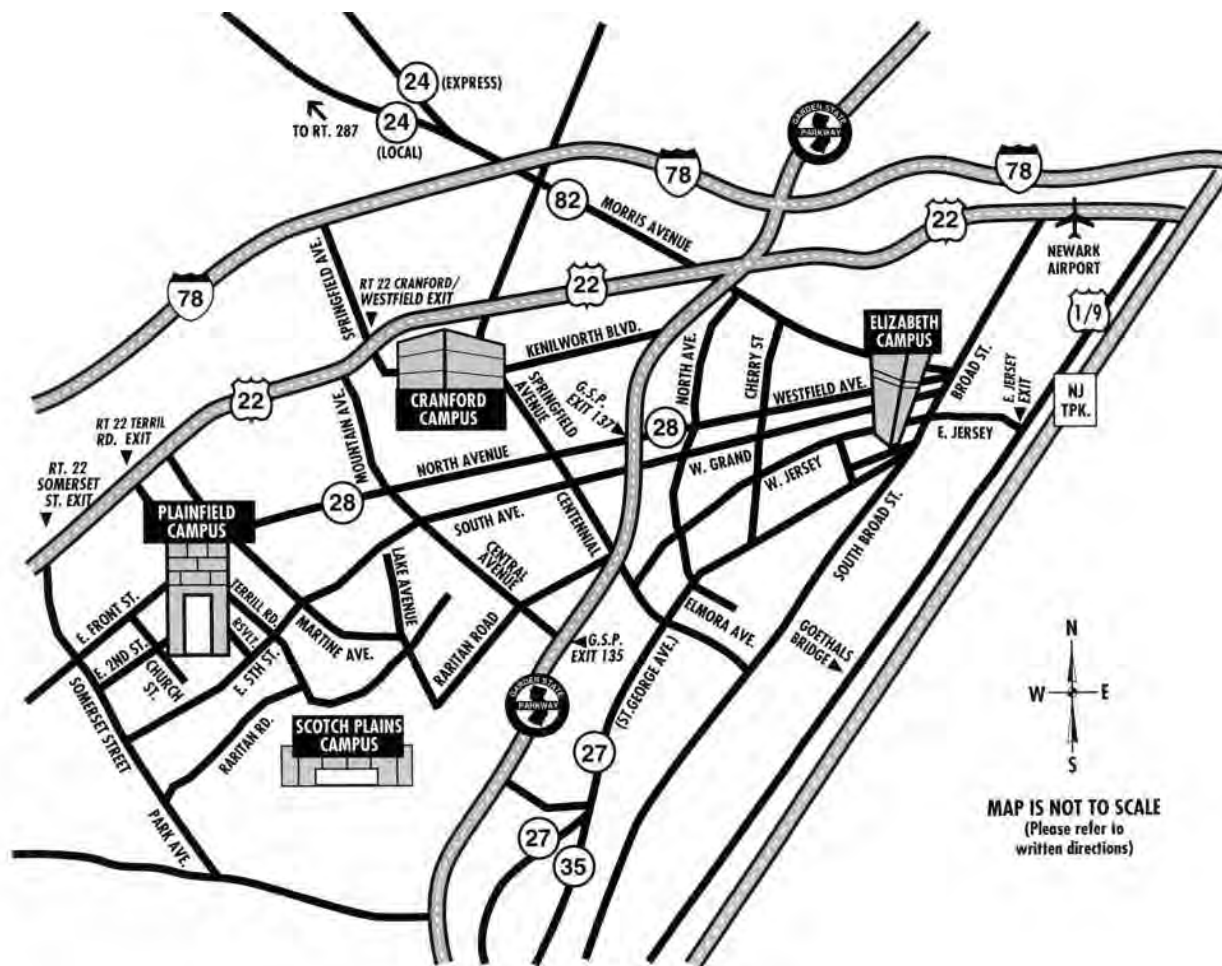 24
(EXPRESS)
TO RT. 287
24
(LOCAL)
GARDEN STATE
PARKWAY
78
78
82
MORRIS AVENUE
22
NEWARK
AIRPORT
SPRINGFIELD AVE.
78
RT 22 CRANFORD/
WESTFIELD EXIT
22
1/9
ELIZABETH
CAMPUS
KENILWORTH BLVD.
NORTH AVE.
CHERRY ST
BROAD ST.
E. JERSEY
EXIT
NJ
TPK.
CRANFORD
CAMPUS
SPRINGFIELD
AVENUE
G.S.P.
EXIT 137
WESTFIELD AVE.
22
28
RT 22 TERRIL
RD. EXIT
MOUNTAIN AVE.
E. JERSEY
RT. 22
SOMERSET
ST. EXIT
NORTH AVENUE
W. GRAND
W. JERSEY
28
PLAINFIELD
CAMPUS
SOUTH AVE.
CENTENNIAL
SOUTH BROAD ST.
LAKE AVENUE
CENTRAL
AVENUE
E. FRONT ST.
TERRILL RD.
RSVLT.
MARTINE AVE.
ELMORA AVE.
E. 2ND ST.
CHURCH
ST.
E. 5TH ST.
RARITAN ROAD
G.S.P.
EXIT 135
GOETHALS
BRIDGE
N
W
E
S
SOMERSET STREET
GARDEN STATE
PARKWAY
(ST.GEORGE AVE.)
RARITAN RD.
SCOTCH PLAINS
CAMPUS
27
PARK AVE.
27
35
MAP IS NOT TO SCALE
(Please refer to
written directions)